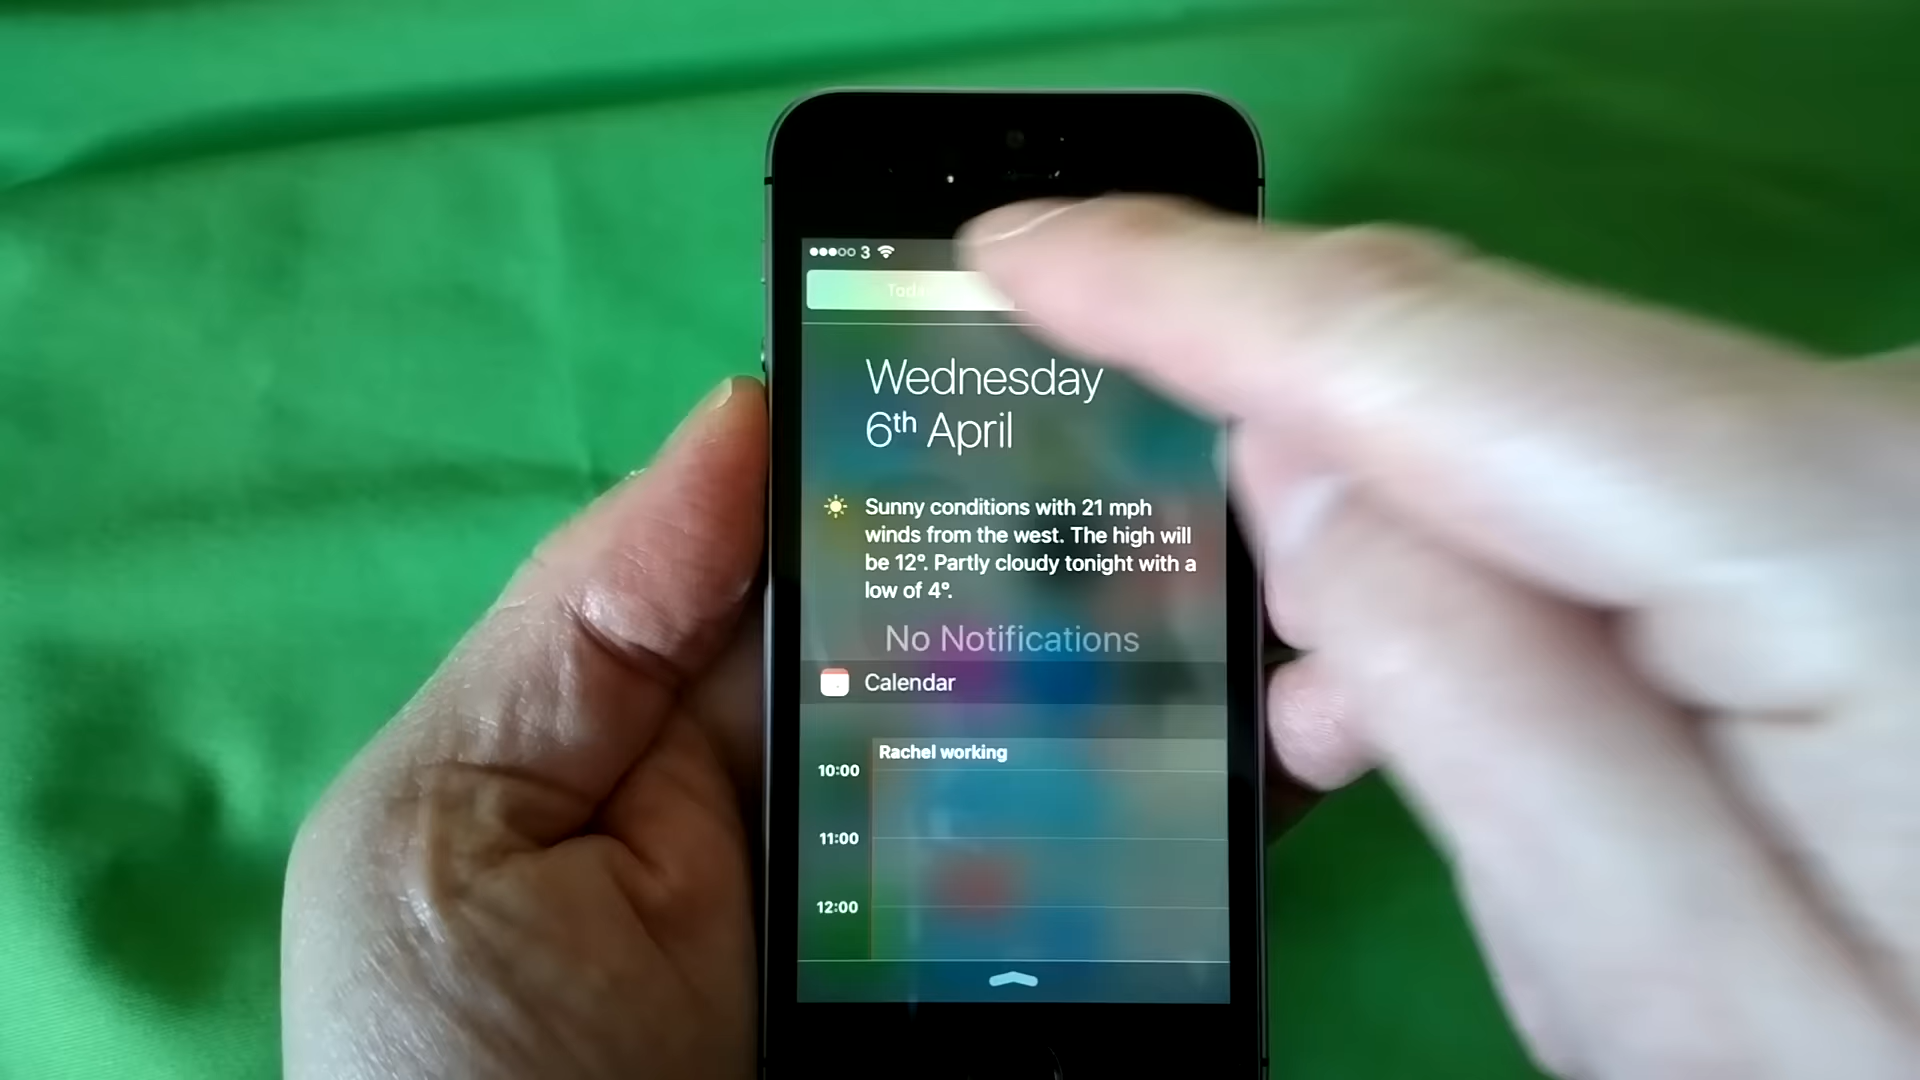 3
Today
Wednesday
6th April
Sunny conditions with 21 mph
winds from the west. The high will
be 12°. Partly cloudy tonight with a
low of 4°.
No Notifications
Calendar
Rachel working
10:00
11:00
12:00